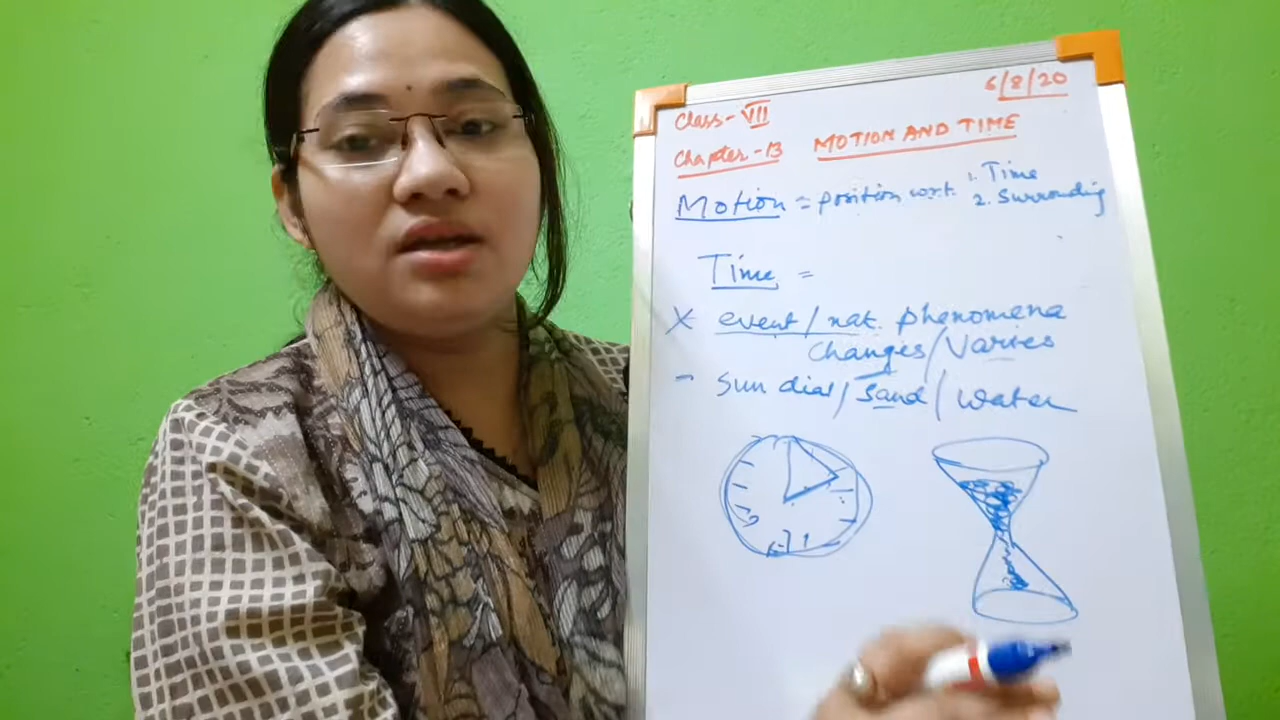 6/8/20
Class - VII
Chapter - 13 MOTION AND TIME
Motion = position wrt. 1. Time
2. Surrounding
Time =
X event / nat. phenomena
changes / Varies
- Sun dial / Sand / water